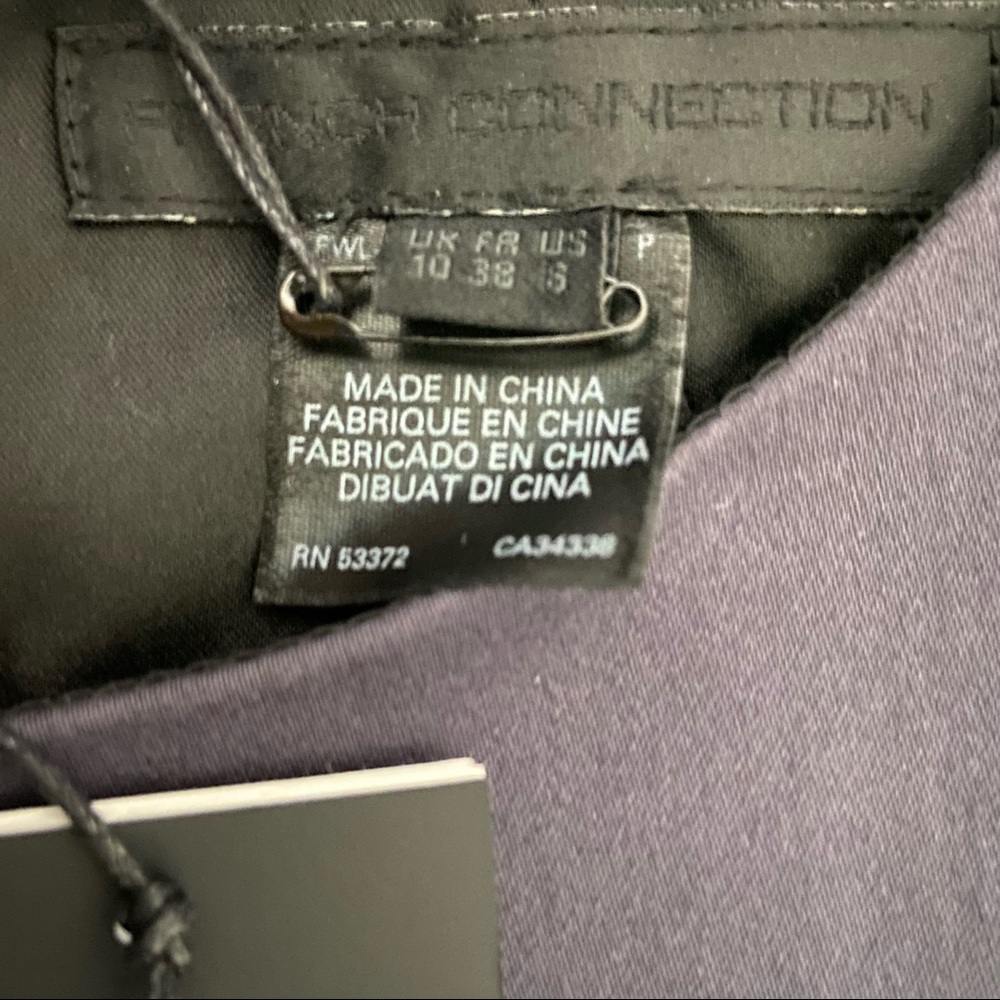 FRENCH CONNECTION
FWL
UK FR US
10 38 6
P
MADE IN CHINA
FABRIQUE EN CHINE
FABRICADO EN CHINA
DIBUAT DI CINA
RN 53372 CA34338